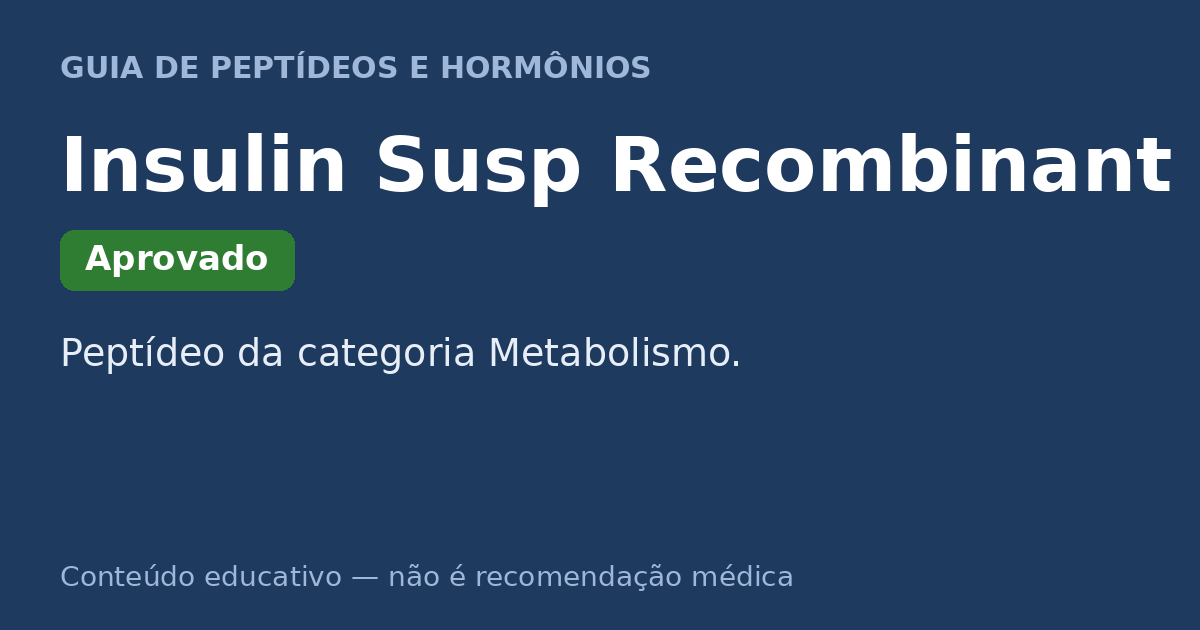 GUIA DE PEPTÍDEOS E HORMÔNIOS
Insulin Susp Recombinant
Aprovado
Peptídeo da categoria Metabolismo.
Conteúdo educativo — não é recomendação médica